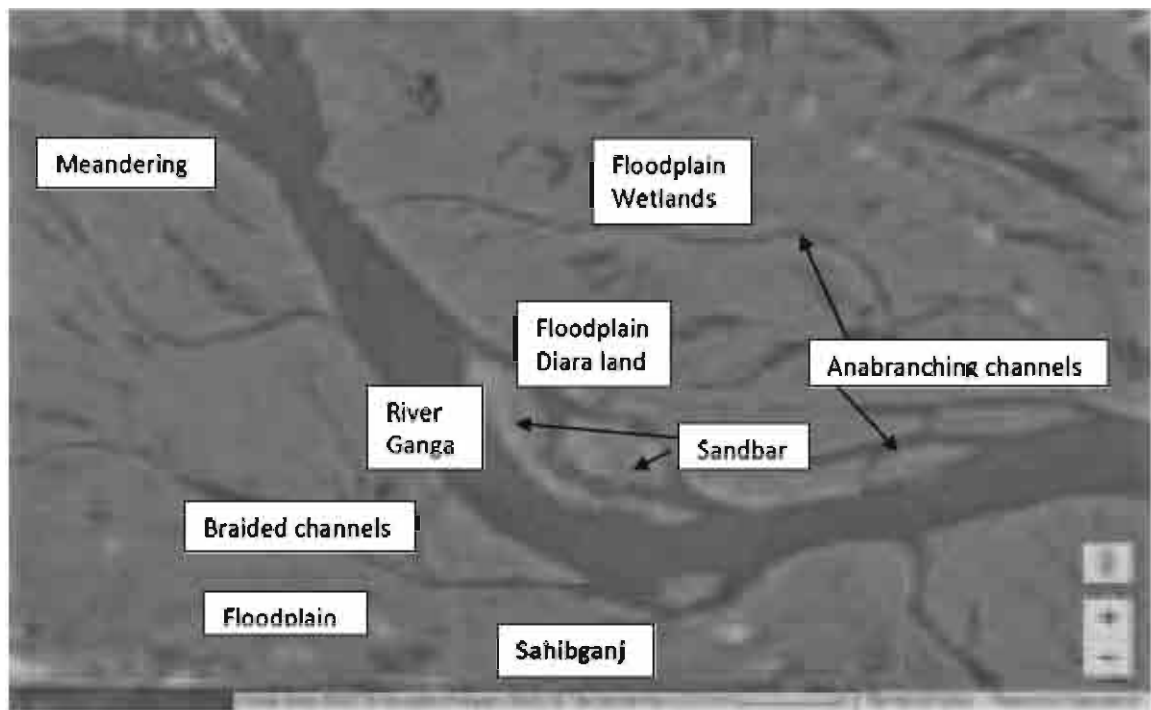 Meandering
Floodplain
Wetlands
Floodplain
Diara land
Anabranching channels
River
Ganga
Sandbar
Braided channels
Floodplain
Sahibganj
+
−